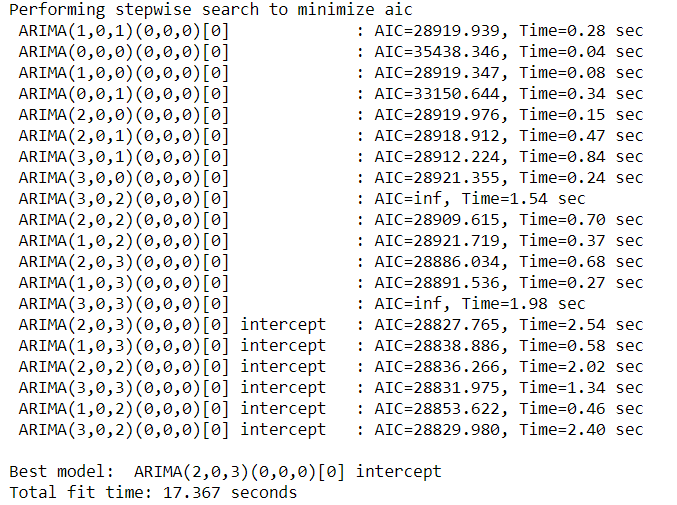 Performing stepwise search to minimize aic
 ARIMA(1,0,1)(0,0,0)[0]             : AIC=28919.939, Time=0.28 sec
 ARIMA(0,0,0)(0,0,0)[0]             : AIC=35438.346, Time=0.04 sec
 ARIMA(1,0,0)(0,0,0)[0]             : AIC=28919.347, Time=0.08 sec
 ARIMA(0,0,1)(0,0,0)[0]             : AIC=33150.644, Time=0.34 sec
 ARIMA(2,0,0)(0,0,0)[0]             : AIC=28919.976, Time=0.15 sec
 ARIMA(2,0,1)(0,0,0)[0]             : AIC=28918.912, Time=0.47 sec
 ARIMA(3,0,1)(0,0,0)[0]             : AIC=28912.224, Time=0.84 sec
 ARIMA(3,0,0)(0,0,0)[0]             : AIC=28921.355, Time=0.24 sec
 ARIMA(3,0,2)(0,0,0)[0]             : AIC=inf, Time=1.54 sec
 ARIMA(2,0,2)(0,0,0)[0]             : AIC=28909.615, Time=0.70 sec
 ARIMA(1,0,2)(0,0,0)[0]             : AIC=28921.719, Time=0.37 sec
 ARIMA(2,0,3)(0,0,0)[0]             : AIC=28886.034, Time=0.68 sec
 ARIMA(1,0,3)(0,0,0)[0]             : AIC=28891.536, Time=0.27 sec
 ARIMA(3,0,3)(0,0,0)[0]             : AIC=inf, Time=1.98 sec
 ARIMA(2,0,3)(0,0,0)[0] intercept   : AIC=28827.765, Time=2.54 sec
 ARIMA(1,0,3)(0,0,0)[0] intercept   : AIC=28838.886, Time=0.58 sec
 ARIMA(2,0,2)(0,0,0)[0] intercept   : AIC=28836.266, Time=2.02 sec
 ARIMA(3,0,3)(0,0,0)[0] intercept   : AIC=28831.975, Time=1.34 sec
 ARIMA(1,0,2)(0,0,0)[0] intercept   : AIC=28853.622, Time=0.46 sec
 ARIMA(3,0,2)(0,0,0)[0] intercept   : AIC=28829.980, Time=2.40 sec

Best model:  ARIMA(2,0,3)(0,0,0)[0] intercept
Total fit time: 17.367 seconds